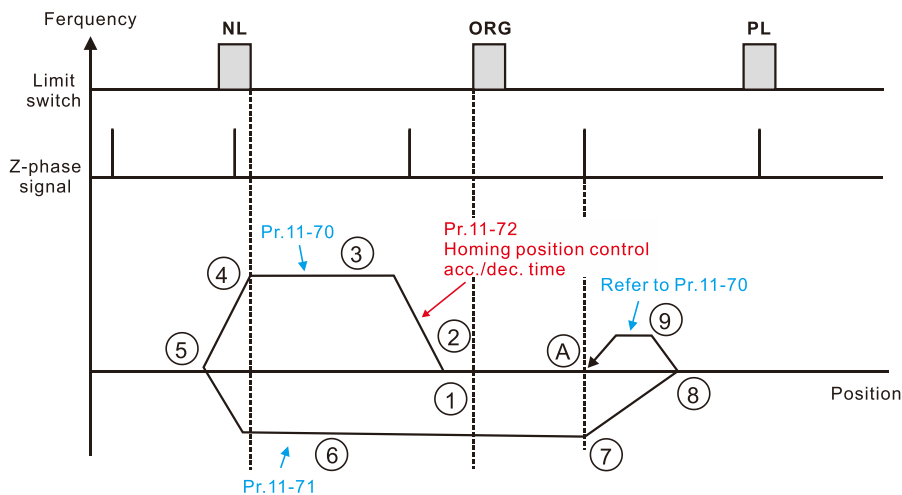 Ferquency
NL
ORG
PL
Limit
switch
Z-phase
signal
Pr.11-70
3
Pr.11-72
Homing position control
acc./dec. time
4
Refer to Pr.11-70
9
2
5
A
1
8
Position
6
7
Pr.11-71